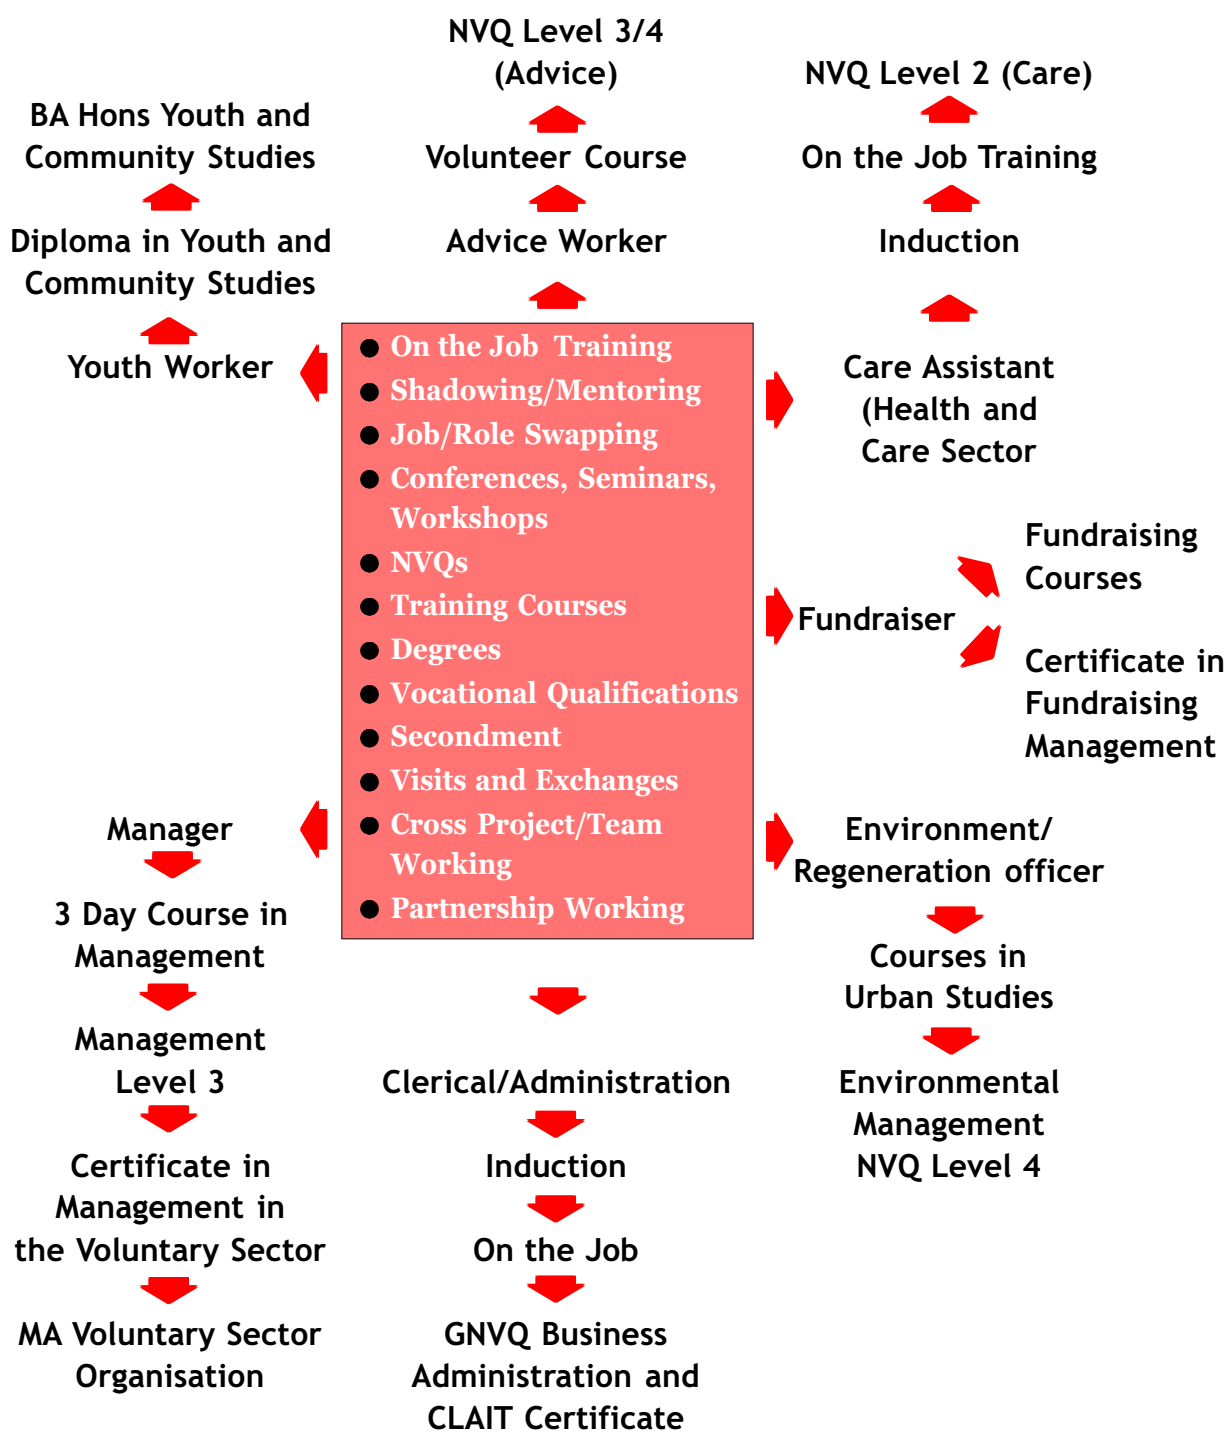 NVQ Level 3/4
(Advice)
Volunteer Course
Advice Worker
NVQ Level 2 (Care)
On the Job Training
Induction
Care Assistant
(Health and
Care Sector
BA Hons Youth and
Community Studies
Diploma in Youth and
Community Studies
Youth Worker
● On the Job Training
● Shadowing/Mentoring
● Job/Role Swapping
● Conferences, Seminars,
Workshops
● NVQs
● Training Courses
● Degrees
● Vocational Qualifications
● Secondment
● Visits and Exchanges
● Cross Project/Team
Working
● Partnership Working
Fundraiser
Fundraising
Courses
Certificate in
Fundraising
Management
Manager
3 Day Course in
Management
Management
Level 3
Certificate in
Management in
the Voluntary Sector
MA Voluntary Sector
Organisation
Clerical/Administration
Induction
On the Job
GNVQ Business
Administration and
CLAIT Certificate
Environment/
Regeneration officer
Courses in
Urban Studies
Environmental
Management
NVQ Level 4